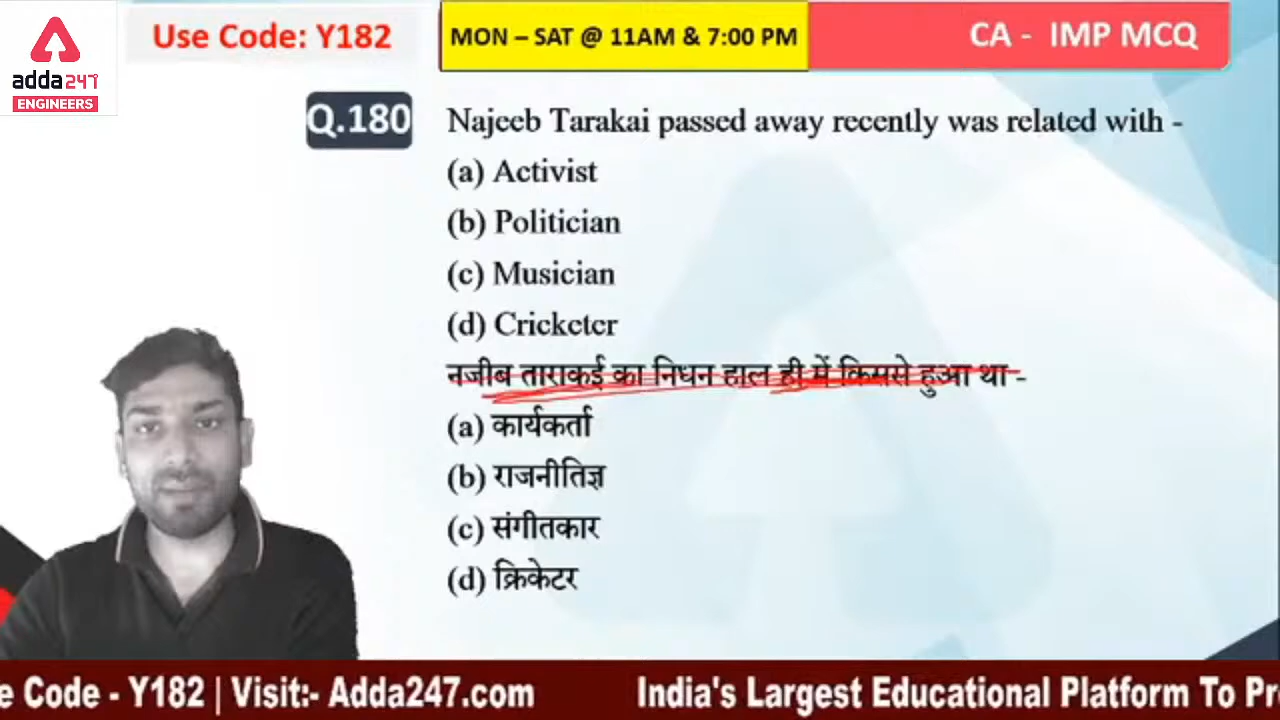 Use Code: Y182
MON – SAT @ 11AM & 7:00 PM
CA - IMP MCQ
adda247
ENGINEERS
Q.180 Najeeb Tarakai passed away recently was related with -
(a) Activist
(b) Politician
(c) Musician
(d) Cricketer
नजीब ताराकई का निधन हाल ही में किससे हुआ था -
(a) कार्यकर्ता
(b) राजनीतिज्ञ
(c) संगीतकार
(d) क्रिकेटर
e Code - Y182 | Visit:- Adda247.com India's Largest Educational Platform To Pr